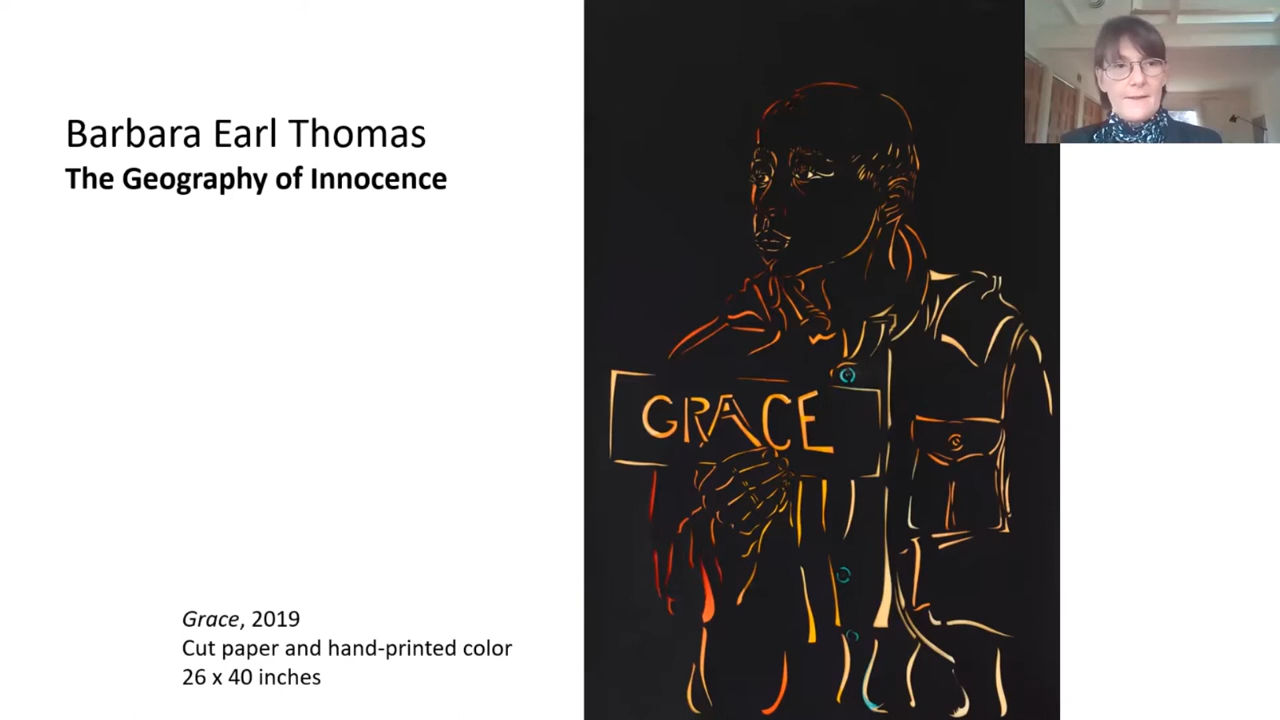 Barbara Earl Thomas
The Geography of Innocence
GRACE
Grace, 2019
Cut paper and hand-printed color
26 x 40 inches